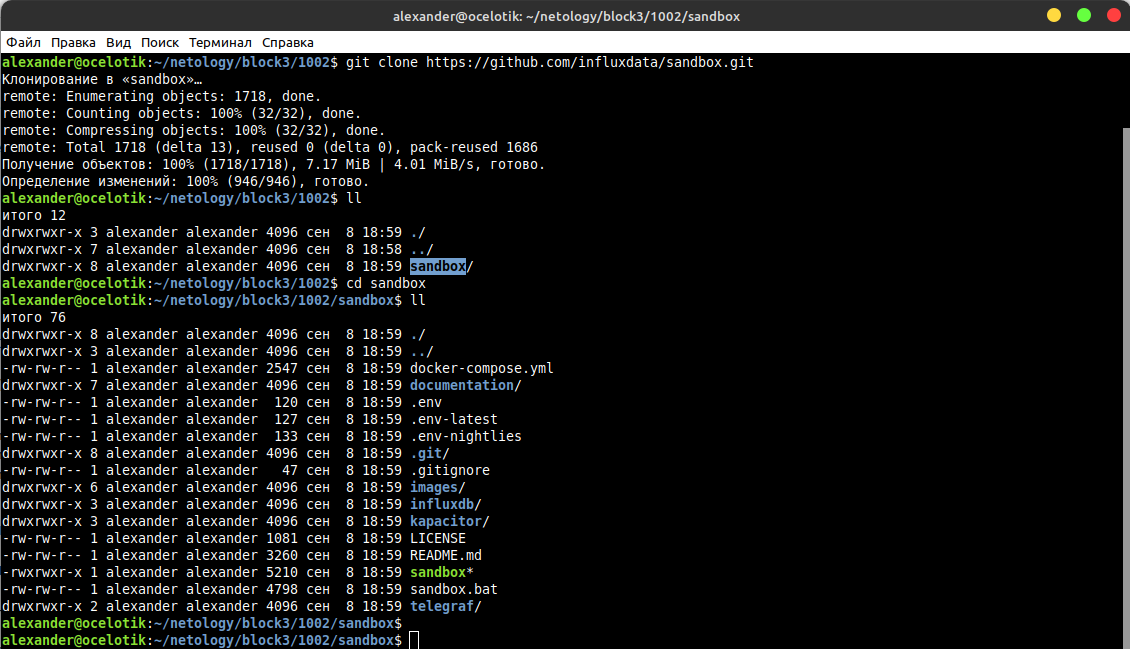 alexander@ocelotik: ~/netology/block3/1002/sandbox
Файл Правка Вид Поиск Терминал Справка
alexander@ocelotik:~/netology/block3/1002$ git clone https://github.com/influxdata/sandbox.git
Клонирование в «sandbox»…
remote: Enumerating objects: 1718, done.
remote: Counting objects: 100% (32/32), done.
remote: Compressing objects: 100% (32/32), done.
remote: Total 1718 (delta 13), reused 0 (delta 0), pack-reused 1686
Получение объектов: 100% (1718/1718), 7.17 MiB | 4.01 MiB/s, готово.
Определение изменений: 100% (946/946), готово.
alexander@ocelotik:~/netology/block3/1002$ ll
итого 12
drwxrwxr-x 3 alexander alexander 4096 сен  8 18:59 ./
drwxrwxr-x 7 alexander alexander 4096 сен  8 18:58 ../
drwxrwxr-x 8 alexander alexander 4096 сен  8 18:59 sandbox/
alexander@ocelotik:~/netology/block3/1002$ cd sandbox
alexander@ocelotik:~/netology/block3/1002/sandbox$ ll
итого 76
drwxrwxr-x 8 alexander alexander 4096 сен  8 18:59 ./
drwxrwxr-x 3 alexander alexander 4096 сен  8 18:59 ../
-rw-rw-r-- 1 alexander alexander 2547 сен  8 18:59 docker-compose.yml
drwxrwxr-x 7 alexander alexander 4096 сен  8 18:59 documentation/
-rw-rw-r-- 1 alexander alexander  120 сен  8 18:59 .env
-rw-rw-r-- 1 alexander alexander  127 сен  8 18:59 .env-latest
-rw-rw-r-- 1 alexander alexander  133 сен  8 18:59 .env-nightlies
drwxrwxr-x 8 alexander alexander 4096 сен  8 18:59 .git/
-rw-rw-r-- 1 alexander alexander   47 сен  8 18:59 .gitignore
drwxrwxr-x 6 alexander alexander 4096 сен  8 18:59 images/
drwxrwxr-x 3 alexander alexander 4096 сен  8 18:59 influxdb/
drwxrwxr-x 3 alexander alexander 4096 сен  8 18:59 kapacitor/
-rw-rw-r-- 1 alexander alexander 1081 сен  8 18:59 LICENSE
-rw-rw-r-- 1 alexander alexander 3260 сен  8 18:59 README.md
-rwxrwxr-x 1 alexander alexander 5210 сен  8 18:59 sandbox*
-rw-rw-r-- 1 alexander alexander 4798 сен  8 18:59 sandbox.bat
drwxrwxr-x 2 alexander alexander 4096 сен  8 18:59 telegraf/
alexander@ocelotik:~/netology/block3/1002/sandbox$
alexander@ocelotik:~/netology/block3/1002/sandbox$